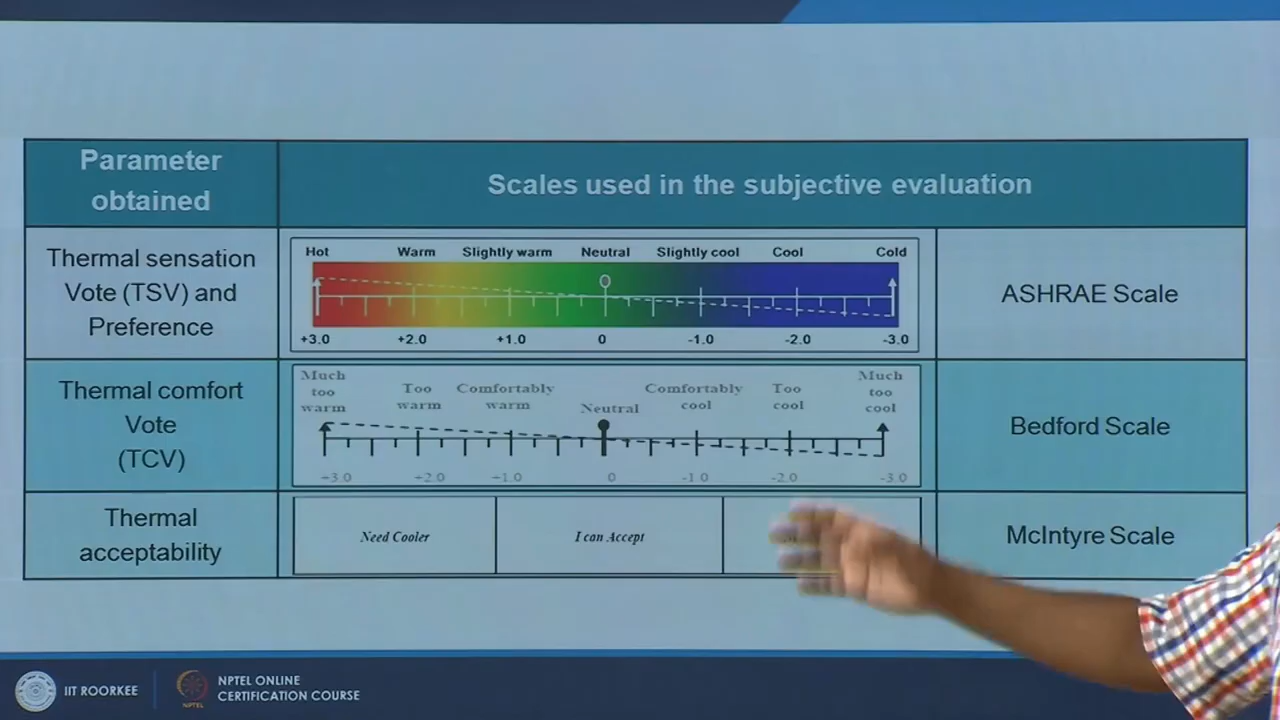 Parameter
obtained
Scales used in the subjective evaluation
Thermal sensation
Vote (TSV) and
Preference
Hot Warm Slightly warm Neutral Slightly cool Cool Cold
0
+3.0 +2.0 +1.0 0 -1.0 -2.0 -3.0
ASHRAE Scale
Thermal comfort
Vote
(TCV)
Much
too
warm
Too
warm
Comfortably
warm
Neutral
Comfortably
cool
Too
cool
Much
too
cool
+3.0 +2.0 +1.0 0 -1.0 -2.0 -3.0
Bedford Scale
Thermal
acceptability
Need Cooler
I can Accept
McIntyre Scale
IIT ROORKEE
NPTEL
NPTEL ONLINE
CERTIFICATION COURSE